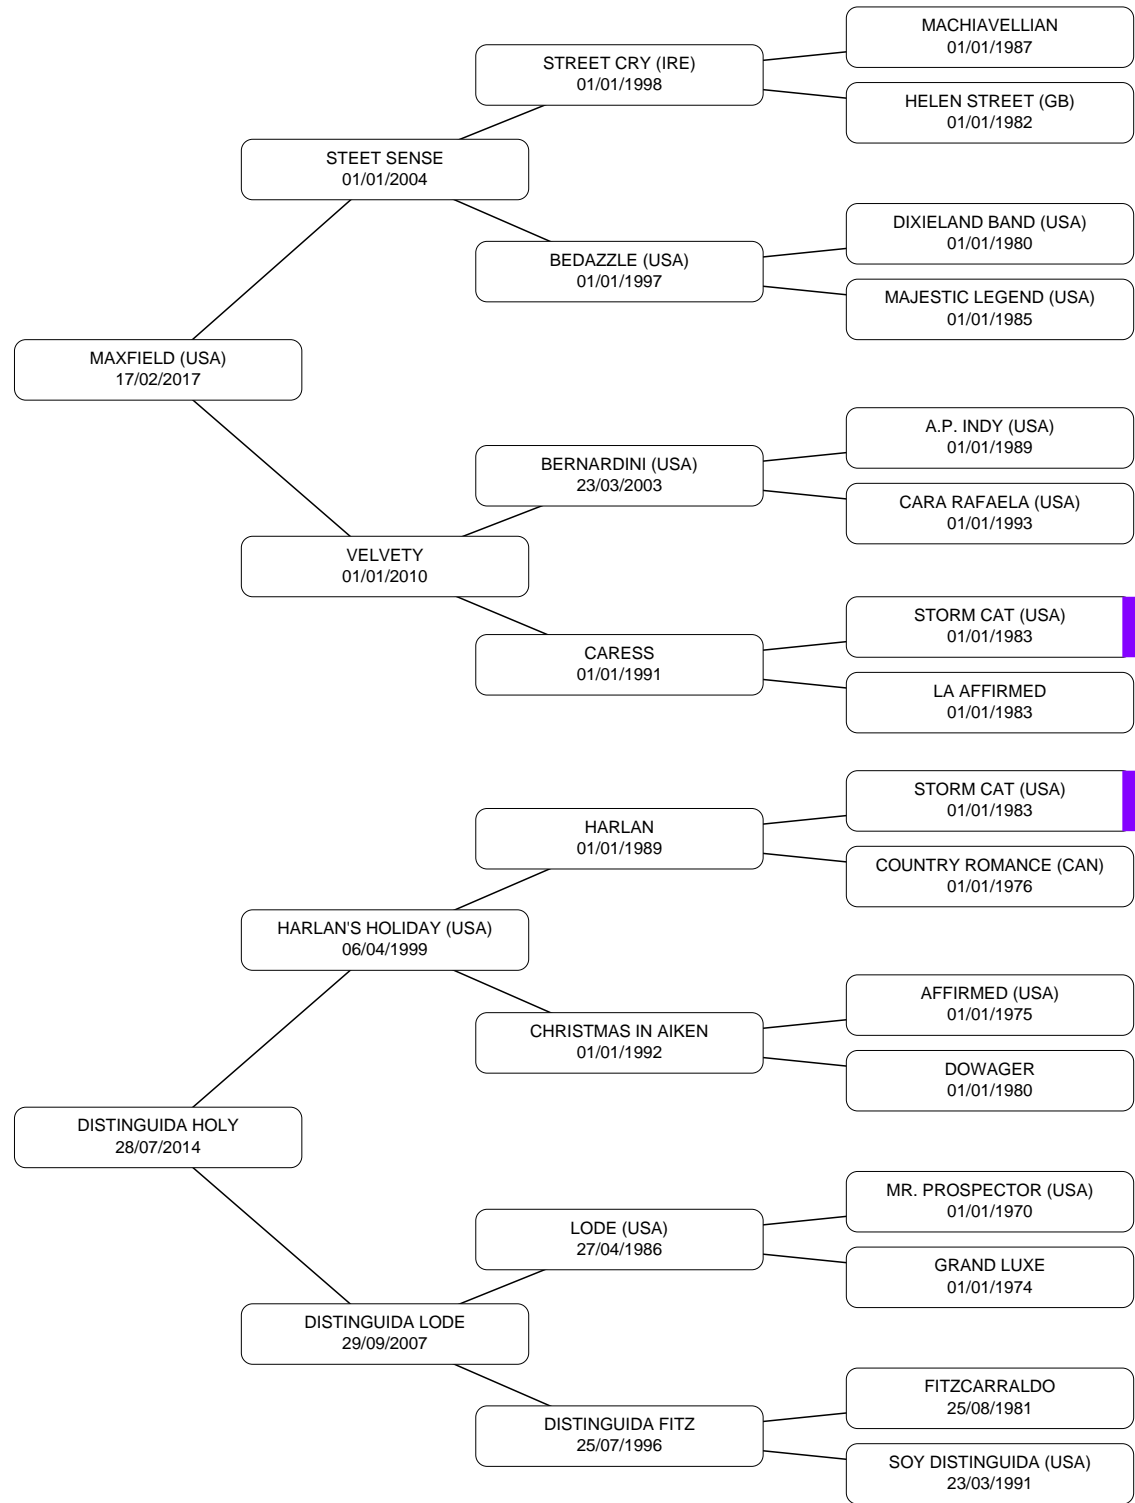 MACHIAVELLIAN
01/01/1987
STREET CRY (IRE)
01/01/1998
HELEN STREET (GB)
01/01/1982
STEET SENSE
01/01/2004
DIXIELAND BAND (USA)
01/01/1980
BEDAZZLE (USA)
01/01/1997
MAJESTIC LEGEND (USA)
01/01/1985
MAXFIELD (USA)
17/02/2017
A.P. INDY (USA)
01/01/1989
BERNARDINI (USA)
23/03/2003
CARA RAFAELA (USA)
01/01/1993
VELVETY
01/01/2010
STORM CAT (USA)
01/01/1983
CARESS
01/01/1991
LA AFFIRMED
01/01/1983
STORM CAT (USA)
01/01/1983
HARLAN
01/01/1989
COUNTRY ROMANCE (CAN)
01/01/1976
HARLAN'S HOLIDAY (USA)
06/04/1999
AFFIRMED (USA)
01/01/1975
CHRISTMAS IN AIKEN
01/01/1992
DOWAGER
01/01/1980
DISTINGUIDA HOLY
28/07/2014
MR. PROSPECTOR (USA)
01/01/1970
LODE (USA)
27/04/1986
GRAND LUXE
01/01/1974
DISTINGUIDA LODE
29/09/2007
FITZCARRALDO
25/08/1981
DISTINGUIDA FITZ
25/07/1996
SOY DISTINGUIDA (USA)
23/03/1991